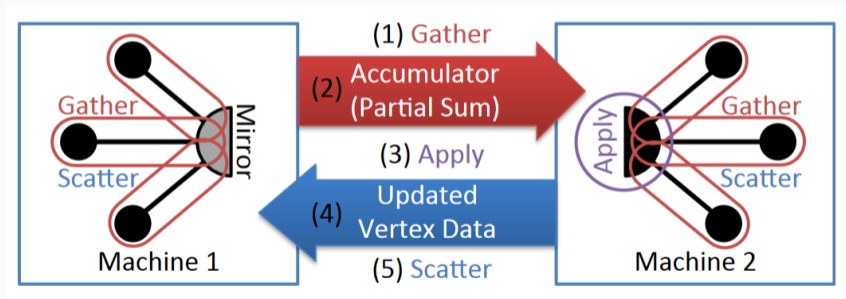 (1) Gather
Gather
Scatter
Mirror
Machine 1
(2) Accumulator
(Partial Sum)
(3) Apply
(4) Updated
Vertex Data
(5) Scatter
Apply
Gather
Scatter
Machine 2